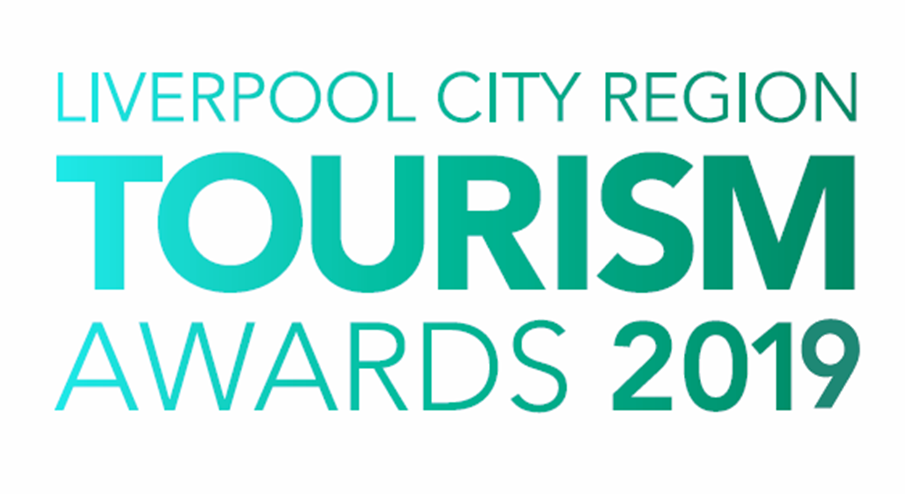 LIVERPOOL CITY REGION
TOURISM
AWARDS 2019